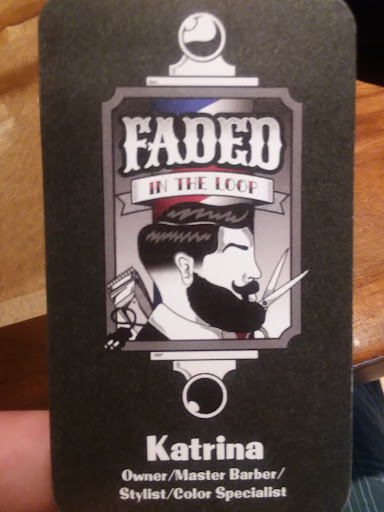 FADED
IN THE LOOP
Katrina
Owner/Master Barber/
Stylist/Color Specialist